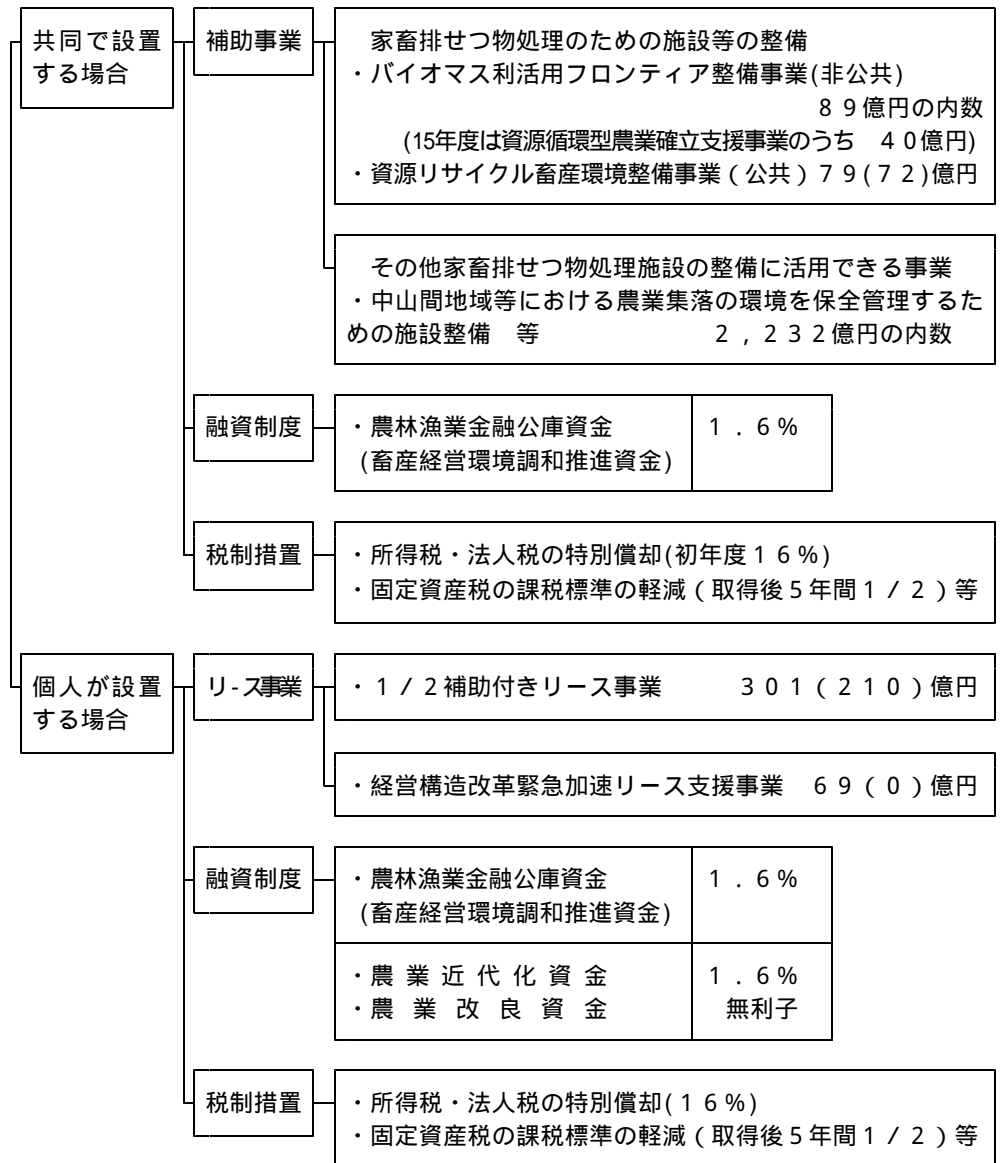 共同で設置
する場合
補助事業
家畜排せつ物処理のための施設等の整備
・バイオマス利活用フロンティア整備事業(非公共)
８９億円の内数
(15年度は資源循環型農業確立支援事業のうち　４０億円)
・資源リサイクル畜産環境整備事業（公共）７９(７２)億円
その他家畜排せつ物処理施設の整備に活用できる事業
・中山間地域等における農業集落の環境を保全管理するた
めの施設整備　等　２，２３２億円の内数
融資制度
・農林漁業金融公庫資金　１．６％
(畜産経営環境調和推進資金)
税制措置
・所得税・法人税の特別償却(初年度１６％)
・固定資産税の課税標準の軽減（取得後５年間１／２）等
個人が設置
する場合
リ-ス事業
・１／２補助付きリース事業　３０１（２１０）億円
・経営構造改革緊急加速リース支援事業　６９（０）億円
融資制度
・農林漁業金融公庫資金　１．６％
(畜産経営環境調和推進資金)
・農業近代化資金　１．６％
・農業改良資金　無利子
税制措置
・所得税・法人税の特別償却(１６％)
・固定資産税の課税標準の軽減（取得後５年間１／２）等